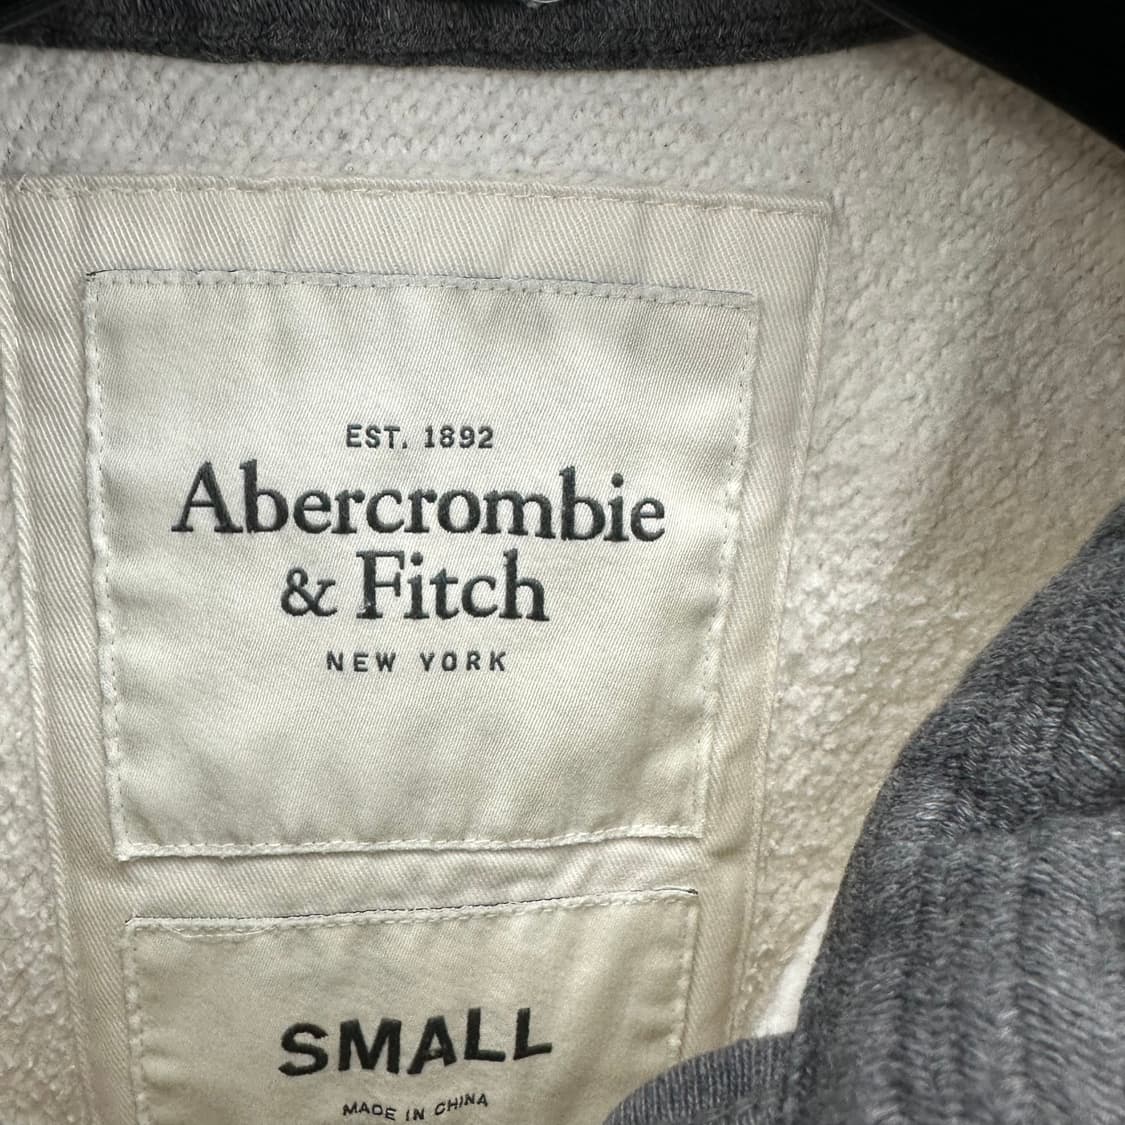 EST. 1892
Abercrombie
& Fitch
NEW YORK
SMALL
MADE IN CHINA